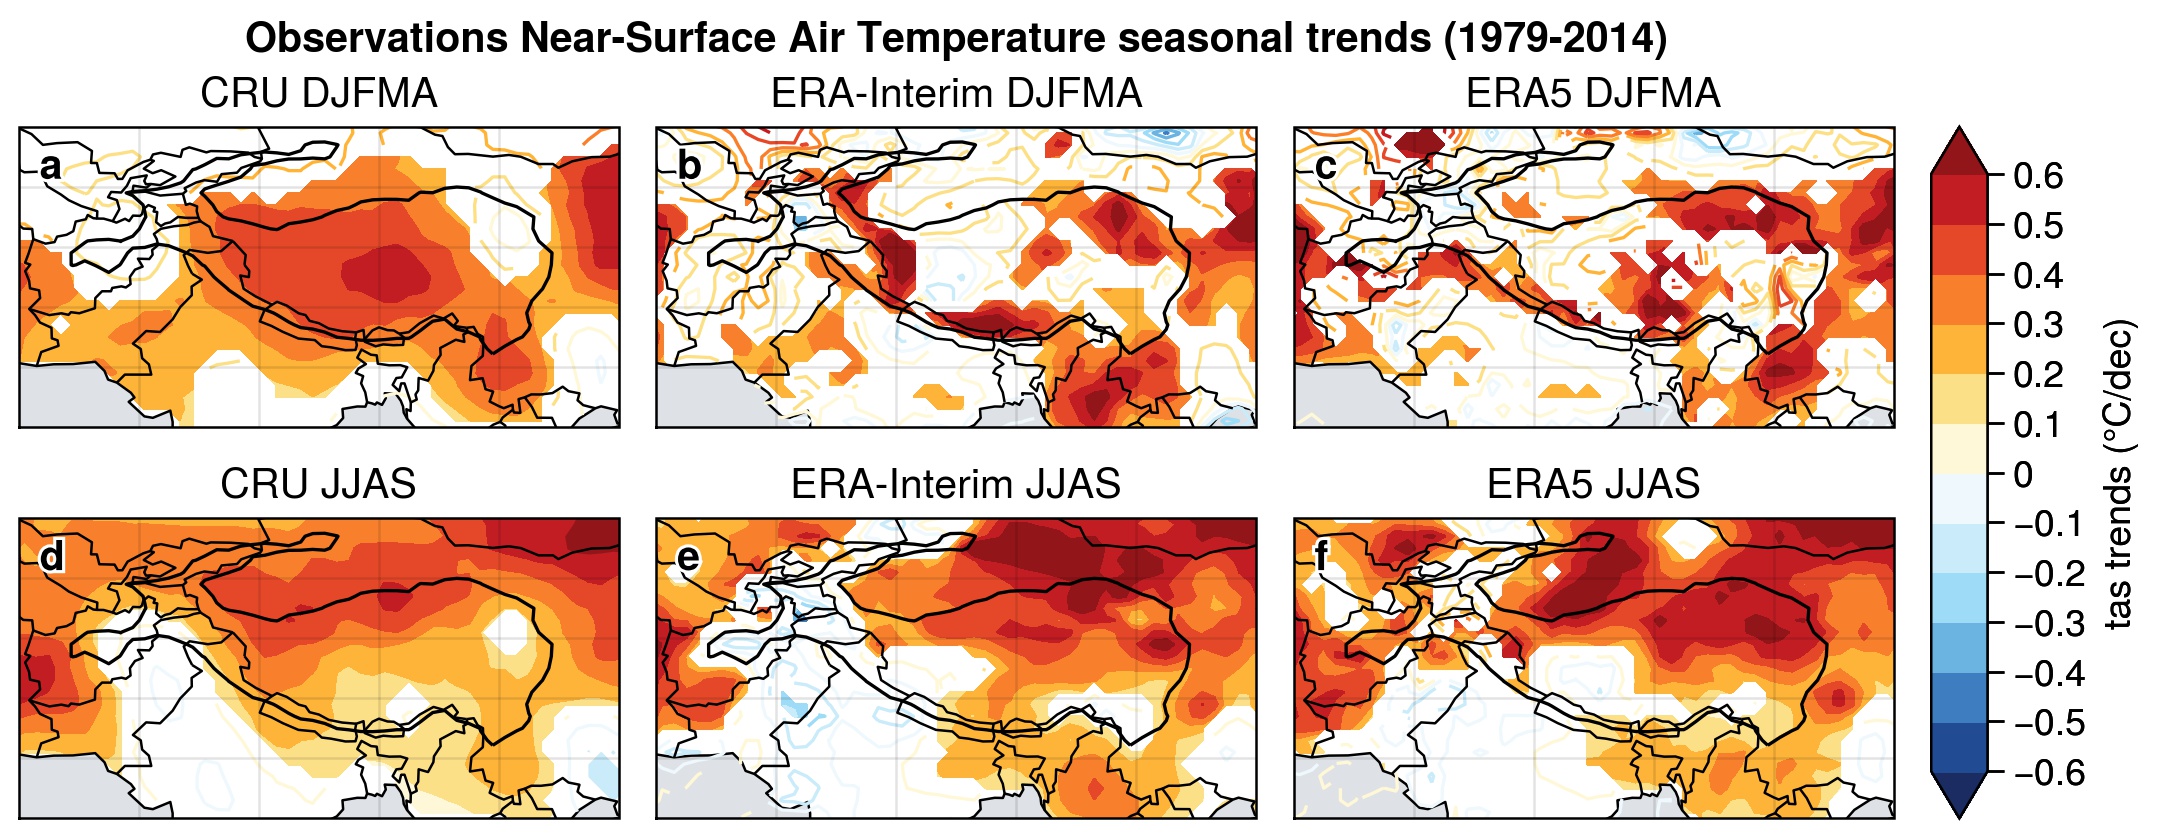 Observations Near-Surface Air Temperature seasonal trends (1979-2014)
CRU DJFMA
ERA-Interim DJFMA
ERA5 DJFMA
a
b
c
CRU JJAS
ERA-Interim JJAS
ERA5 JJAS
d
e
f
0.6
0.5
0.4
0.3
0.2
0.1
0
−0.1
−0.2
−0.3
−0.4
−0.5
−0.6
tas trends (°C/dec)